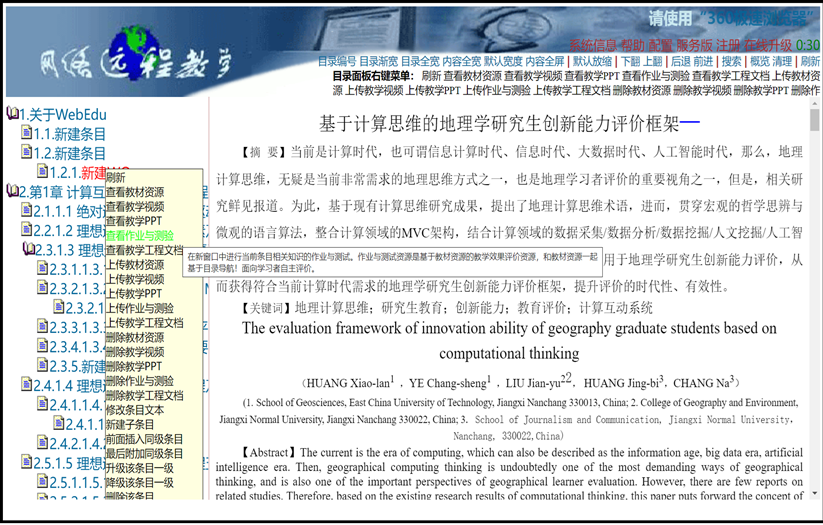 网络远程教学
请使用“360极速浏览器”
系统信息 帮助 配置 服务版 注册 在线升级 0:30
目录编号 目录渐宽 目录全宽 内容全宽 默认宽度 内容全屏 | 默认放缩 | 下翻 上翻 | 后退 前进 | 搜索 | 概览 清理 | 刷新
目录面板右键菜单： 刷新 查看教材资源 查看教学视频 查看教学PPT 查看作业与测验 查看教学工程文档 上传教材资
源 上传教学视频 上传教学PPT 上传作业与测验 上传教学工程文档 删除教材资源 删除教学视频 删除教学PPT 删除作
1.关于WebEdu
1.1.新建条目
1.2.新建条目
1.2.1.新建
2.第1章 计算互
2.1.1.1 绝对
2.2.1.2 理想
2.3.1.3 理想
2.3.1.1.3.
2.3.2.1.3.
2.3.2.1
2.3.3.1.3.
2.3.4.1.3.
2.3.5.新建
2.4.1.4 理想
2.4.1.1.4.
2.4.1.1
2.4.2.1.4.
2.5.1.5 理想
2.5.1.1.5.
刷新
查看教材资源
查看教学视频
查看教学PPT
查看作业与测验
查看教学工程文档
上传教材资源
上传教学视频
上传教学PPT
上传作业与测验
上传教学工程文档
删除教材资源
删除教学视频
删除教学PPT
删除作业与测验
删除教学工程文档
修改条目文本
新建子条目
前面插入同级条目
最后附加同级条目
升级该条目一级
降级该条目一级
删除该条目
在新窗口中进行当前条目相关知识的作业与测试。作业与测试资源是基于教材资源的教学效果评价资源，和教材资源一起
基于目录导航！面向学习者自主评价。
基于计算思维的地理学研究生创新能力评价框架
【摘 要】当前是计算时代，也可谓信息计算时代、信息时代、大数据时代、人工智能时代，那么，地理
计算思维，无疑是当前非常需求的地理思维方式之一，也是地理学习者评价的重要视角之一，但是，相关研
究鲜见报道。为此，基于现有计算思维研究成果，提出了地理计算思维术语，进而，贯穿宏观的哲学思辨与
微观的语言算法，整合计算领域的MVC架构，结合计算领域的数据采集/数据分析/数据挖掘/人文挖掘/人工智
用于地理学研究生创新能力评价，从
而获得符合当前计算时代需求的地理学研究生创新能力评价框架，提升评价的时代性、有效性。
【关键词】地理计算思维；研究生教育；创新能力；教育评价；计算互动系统
The evaluation framework of innovation ability of geography graduate students based on
computational thinking
（HUANG Xiao-lan1 ，YE Chang-sheng1 ，LIU Jian-yu22， HUANG Jing-bi3，CHANG Na3）
(1. School of Geosciences, East China University of Technology, Jiangxi Nanchang 330013, China; 2. College of Geography and Environment,
Jiangxi Normal University, Jiangxi Nanchang 330022, China; 3. School of Journalism and Communication, Jiangxi Normal University,
Nanchang, 330022,China)
【Abstract】The current is the era of computing, which can also be described as the information age, big data era, artificial
intelligence era. Then, geographical computing thinking is undoubtedly one of the most demanding ways of geographical
thinking, and is also one of the important perspectives of geographical learner evaluation. However, there are few reports on
related studies. Therefore, based on the existing research results of computational thinking, this paper puts forward the concept of